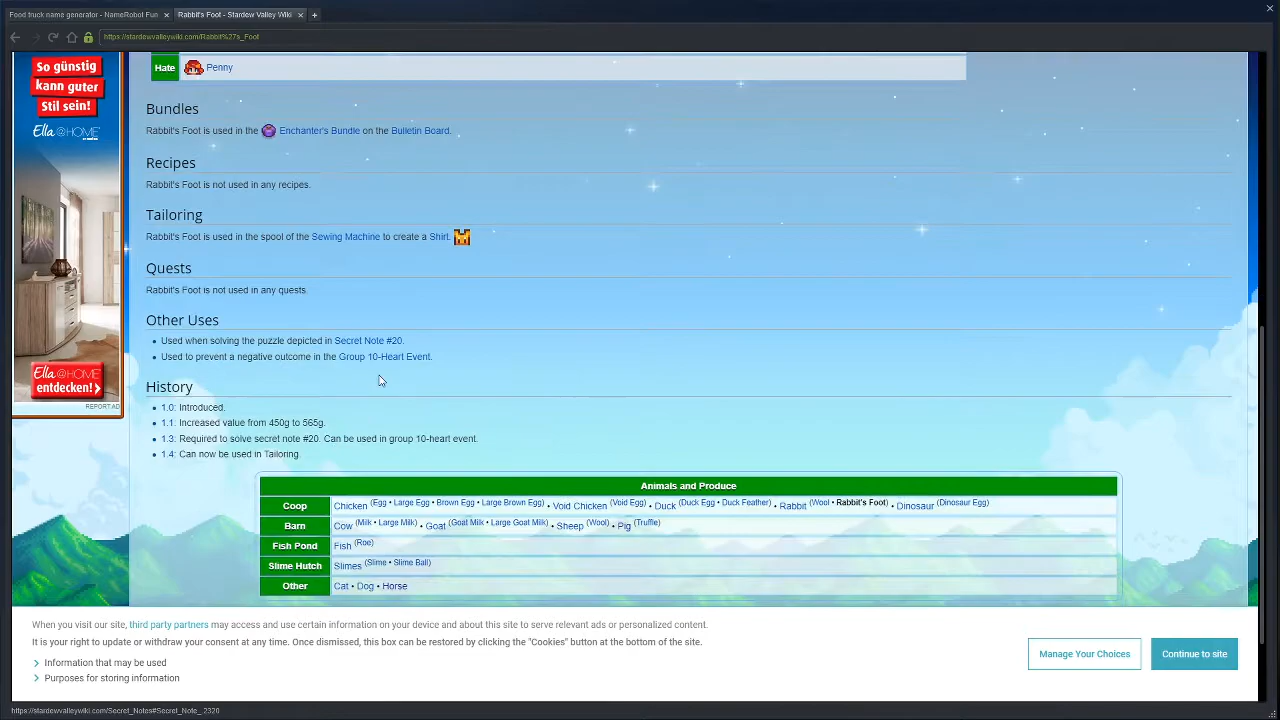 Food truck name generator - NameRobot Fun
Rabbit's Foot - Stardew Valley Wiki
https://stardewvalleywiki.com/Rabbit%27s_Foot
So günstig
kann guter
Stil sein!
Ella@HOME
Ella@HOME
entdecken!
REPORT AD
Hate Penny
Bundles
Rabbit's Foot is used in the Enchanter's Bundle on the Bulletin Board.
Recipes
Rabbit's Foot is not used in any recipes.
Tailoring
Rabbit's Foot is used in the spool of the Sewing Machine to create a Shirt.
Quests
Rabbit's Foot is not used in any quests.
Other Uses
• Used when solving the puzzle depicted in Secret Note #20.
• Used to prevent a negative outcome in the Group 10-Heart Event.
History
• 1.0: Introduced.
• 1.1: Increased value from 450g to 565g.
• 1.3: Required to solve secret note #20. Can be used in group 10-heart event.
• 1.4: Can now be used in Tailoring.
Animals and Produce
Coop Chicken (Egg • Large Egg • Brown Egg • Large Brown Egg) • Void Chicken (Void Egg) • Duck (Duck Egg • Duck Feather) • Rabbit (Wool • Rabbit's Foot) • Dinosaur (Dinosaur Egg)
Barn Cow (Milk • Large Milk) • Goat (Goat Milk • Large Goat Milk) • Sheep (Wool) • Pig (Truffle)
Fish Pond Fish (Roe)
Slime Hutch Slimes (Slime • Slime Ball)
Other Cat • Dog • Horse
When you visit our site, third party partners may access and use certain information on your device and about this site to serve relevant ads or personalized content.
It is your right to update or withdraw your consent at any time. Once dismissed, this box can be restored by clicking the "Cookies" button at the bottom of the site.
Information that may be used
Purposes for storing information
Manage Your Choices
Continue to site
https://stardewvalleywiki.com/Secret_Notes#Secret_Note_.2320